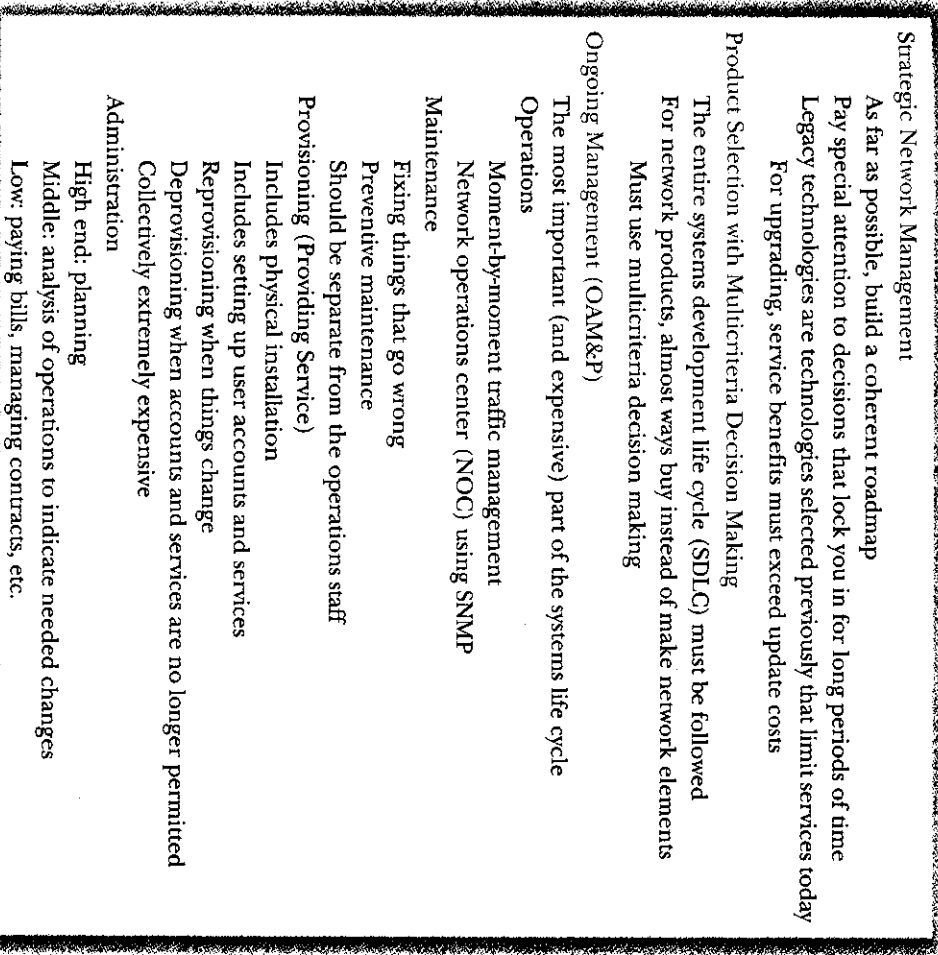 Strategic Network Management
As far as possible, build a coherent roadmap
Pay special attention to decisions that lock you in for long periods of time
Legacy technologies are technologies selected previously that limit services today
For upgrading, service benefits must exceed update costs
Product Selection with Multicriteria Decision Making
The entire systems development life cycle (SDLC) must be followed
For network products, almost ways buy instead of make network elements
Must use multicriteria decision making
Ongoing Management (OAM&P)
The most important (and expensive) part of the systems life cycle
Operations
Moment-by-moment traffic management
Network operations center (NOC) using SNMP
Maintenance
Fixing things that go wrong
Preventive maintenance
Should be separate from the operations staff
Provisioning (Providing Service)
Includes physical installation
Includes setting up user accounts and services
Reprovisioning when things change
Deprovisioning when accounts and services are no longer permitted
Collectively extremely expensive
Administration
High end: planning
Middle: analysis of operations to indicate needed changes
Low: paying bills, managing contracts, etc.